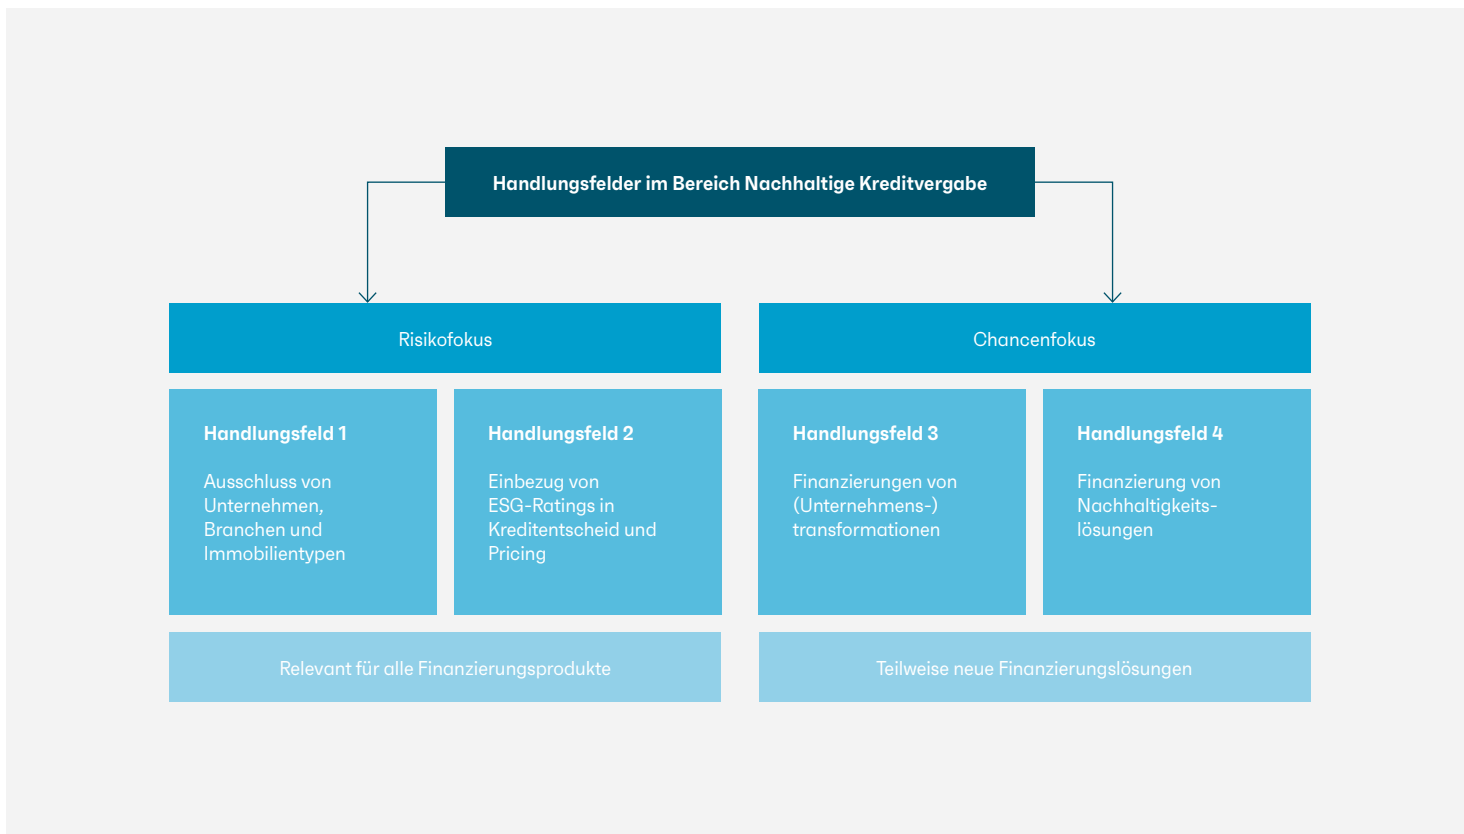 Handlungsfelder im Bereich Nachhaltige Kreditvergabe
Risikofokus
Chancenfokus
Handlungsfeld 1
Ausschluss von
Unternehmen,
Branchen und
Immobilientypen
Handlungsfeld 2
Einbezug von
ESG-Ratings in
Kreditentscheid und
Pricing
Handlungsfeld 3
Finanzierungen von
(Unternehmens-)
transformationen
Handlungsfeld 4
Finanzierung von
Nachhaltigkeits-
lösungen
Relevant für alle Finanzierungsprodukte
Teilweise neue Finanzierungslösungen